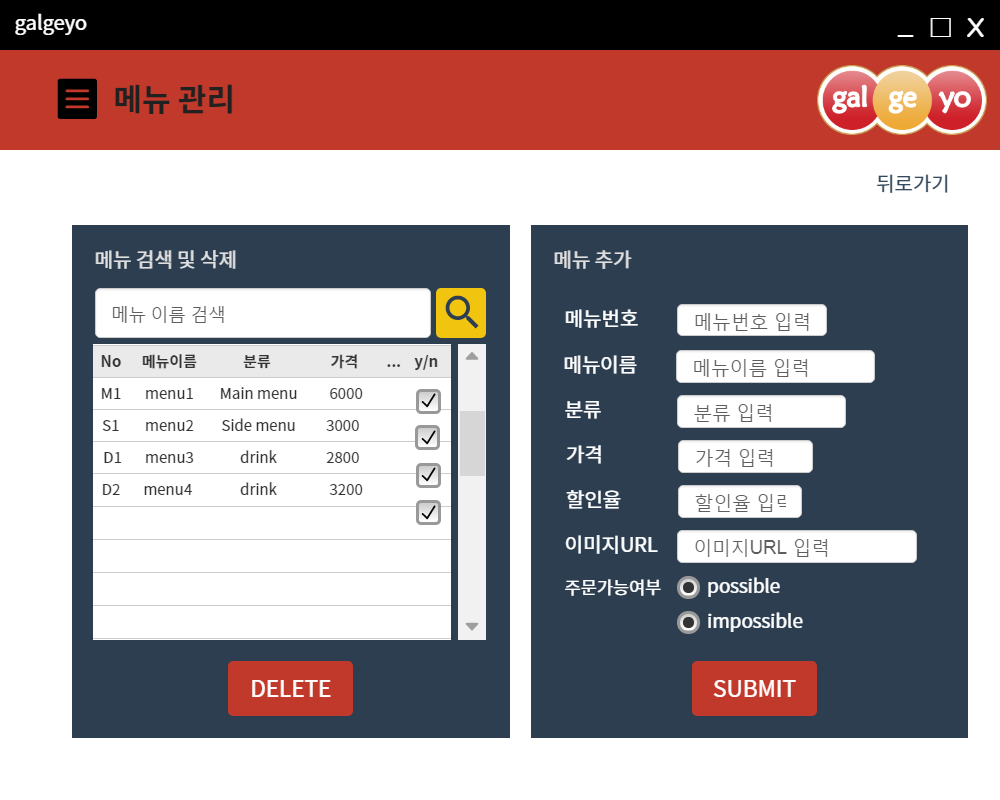 galgeyo
메뉴 관리
gal ge yo
뒤로가기
메뉴 검색 및 삭제
메뉴 이름 검색
No 메뉴이름 분류 가격 ... y/n
M1 menu1 Main menu 6000
S1 menu2 Side menu 3000
D1 menu3 drink 2800
D2 menu4 drink 3200
DELETE
메뉴 추가
메뉴번호 메뉴번호 입력
메뉴이름 메뉴이름 입력
분류 분류 입력
가격 가격 입력
할인율 할인율 입력
이미지URL 이미지URL 입력
주문가능여부 possible
impossible
SUBMIT